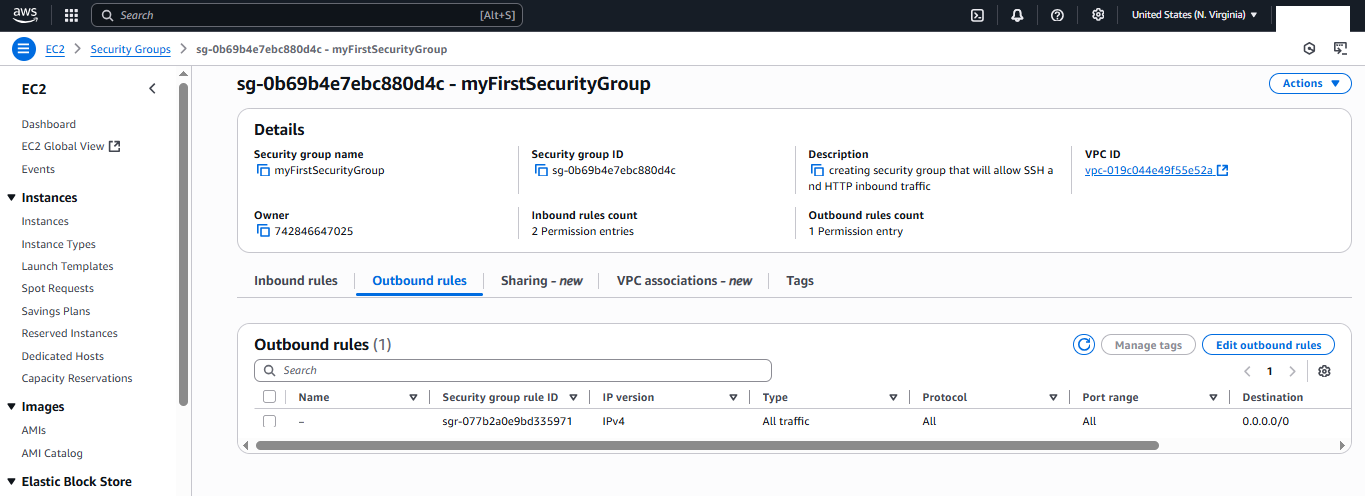 aws Search [Alt+S] United States (N. Virginia)
EC2 Security Groups sg-0b69b4e7ebc880d4c - myFirstSecurityGroup
EC2
Dashboard
EC2 Global View
Events
Instances
Instances
Instance Types
Launch Templates
Spot Requests
Savings Plans
Reserved Instances
Dedicated Hosts
Capacity Reservations
Images
AMIs
AMI Catalog
Elastic Block Store
sg-0b69b4e7ebc880d4c - myFirstSecurityGroup
Actions
Details
Security group name
myFirstSecurityGroup
Security group ID
sg-0b69b4e7ebc880d4c
Description
creating security group that will allow SSH a
nd HTTP inbound traffic
VPC ID
vpc-019c044e49f55e52a
Owner
742846647025
Inbound rules count
2 Permission entries
Outbound rules count
1 Permission entry
Inbound rules Outbound rules Sharing - new VPC associations - new Tags
Outbound rules (1)
Manage tags Edit outbound rules
Search
1
Name Security group rule ID IP version Type Protocol Port range Destination
– sgr-077b2a0e9bd335971 IPv4 All traffic All All 0.0.0.0/0